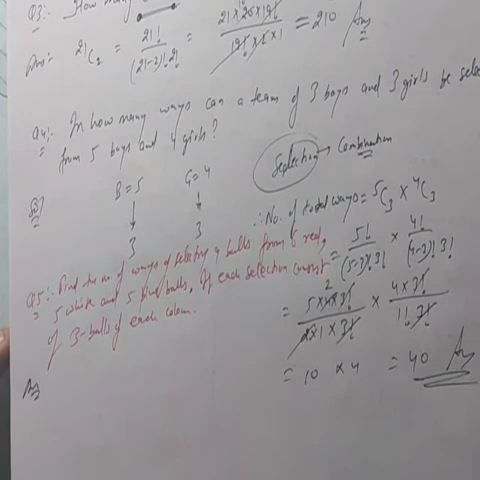 Q3:- How many
Ans:- 21C2 = 21! / (21-2)! 2! = 21 × 20 × 19! / 19! × 2 × 1 = 210 Ans
Q4:- In how many ways can a team of 3 boys and 3 girls be sele
from 5 boys and 4 girls?
Selection → Combination
B = 5 G = 4
3 3
∴ No. of total ways = 5C3 × 4C3
= 5! / (5-3)! 3! × 4! / (4-3)! 3!
= 5 × 4 × 3! / 2 × 1 × 3! × 4 × 3! / 1! 3!
= 10 × 4 = 40 Ans
Q5:- Find the no. of ways of selecting 9 balls from 6 red,
5 white and 5 blue balls, If each selection consist
of 3-balls of each colour.